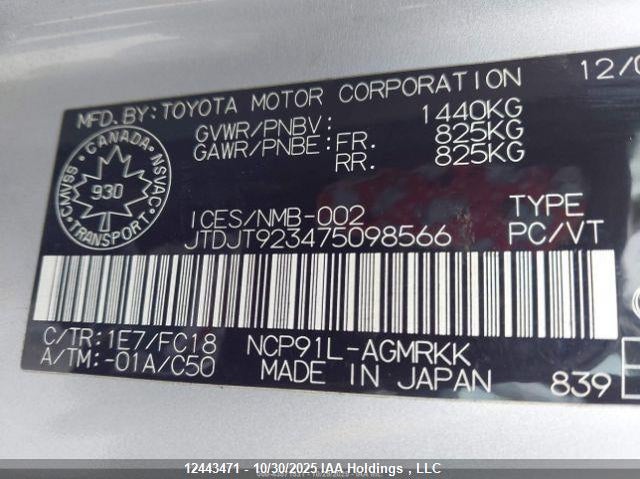 MFD.BY:TOYOTA MOTOR CORPORATION 12/0
GVWR/PNBV: 1440KG
GAWR/PNBE:FR. 825KG
RR. 825KG
CANADA
CMVSS NSVAC
930
ICES/NMB-002 TYPE
JTDJT923475098566 PC/VT
C/TR:1E7/FC18 NCP91L-AGMRKK
A/TM:-01A/C50 MADE IN JAPAN 839
12443471 - 10/30/2025 IAA Holdings , LLC